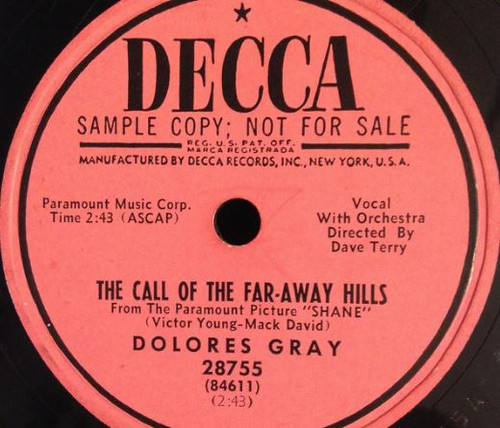 DECCA
SAMPLE COPY; NOT FOR SALE
REG. U.S. PAT. OFF.
MARCA REGISTRADA
MANUFACTURED BY DECCA RECORDS, INC., NEW YORK, U.S.A.
Paramount Music Corp.
Time 2:43 (ASCAP)
Vocal
With Orchestra
Directed By
Dave Terry
THE CALL OF THE FAR-AWAY HILLS
From The Paramount Picture "SHANE"
(Victor Young-Mack David)
DOLORES GRAY
28755
(84611)
(2:43)